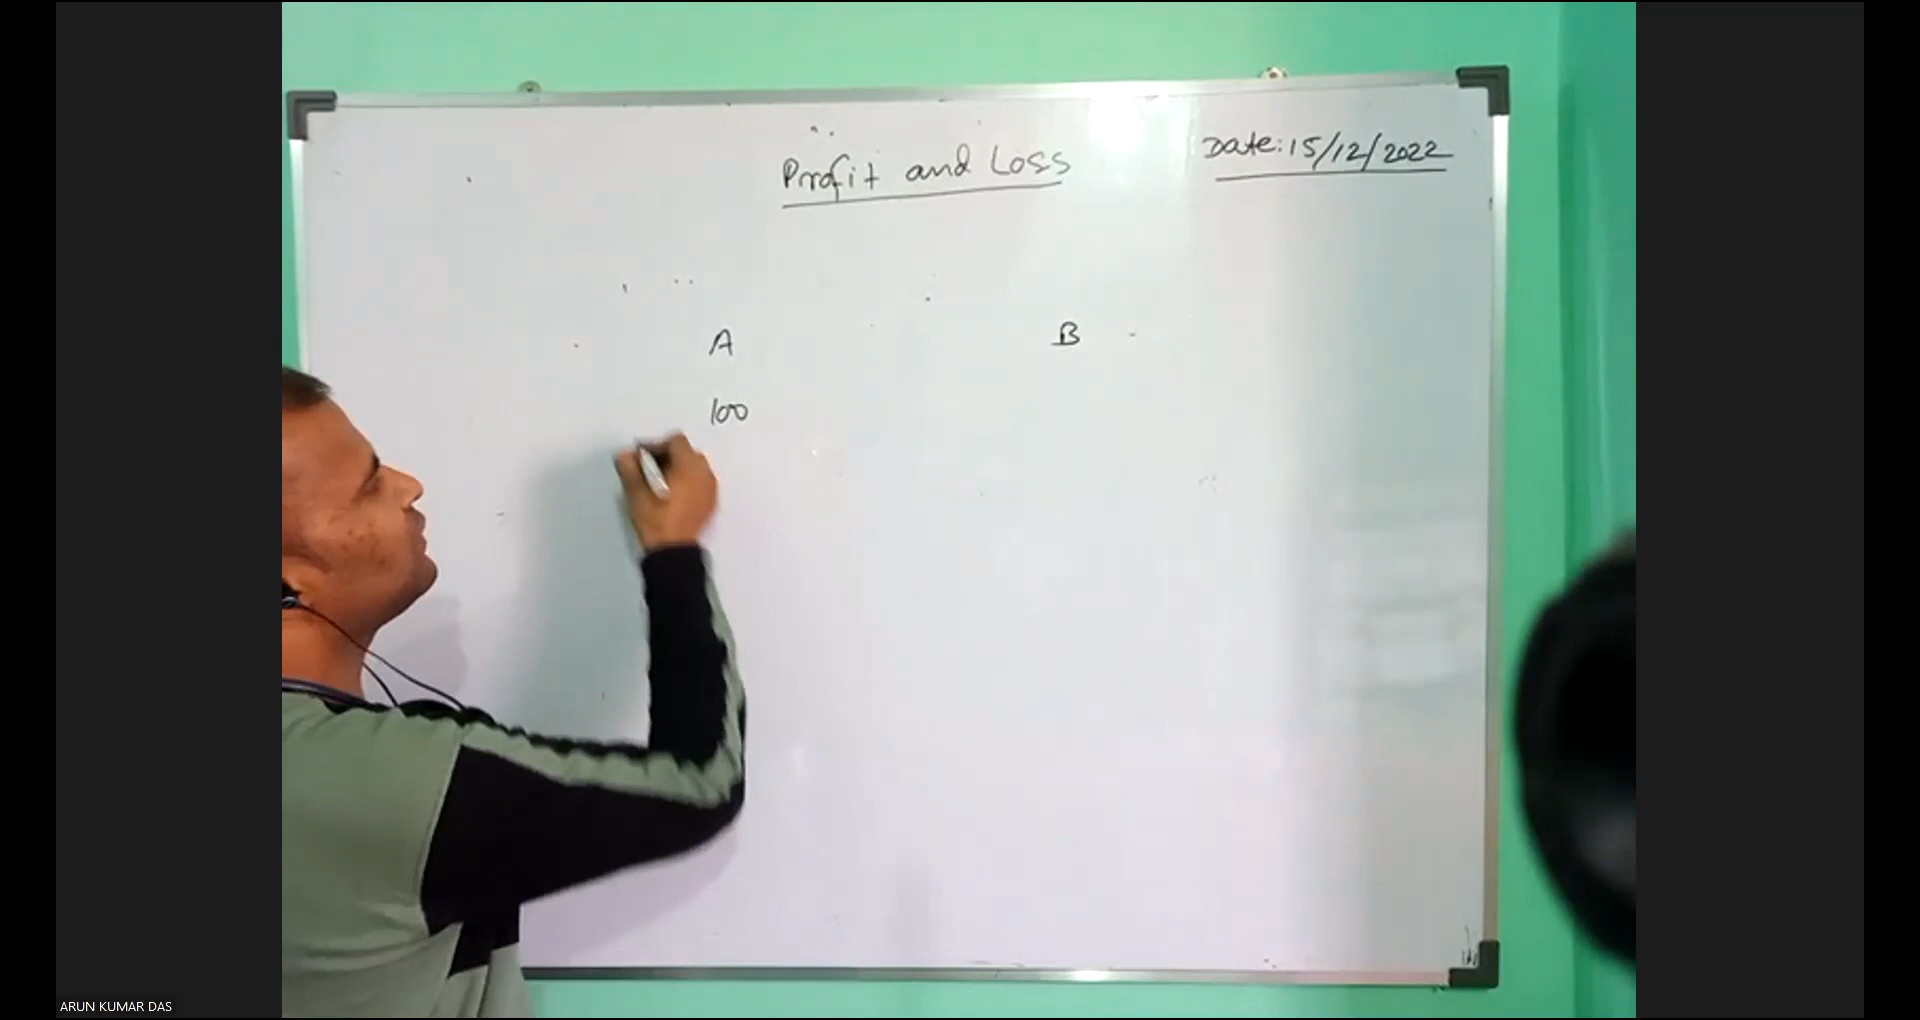 Profit and Loss
Date: 15/12/2022
A B
100
ARUN KUMAR DAS